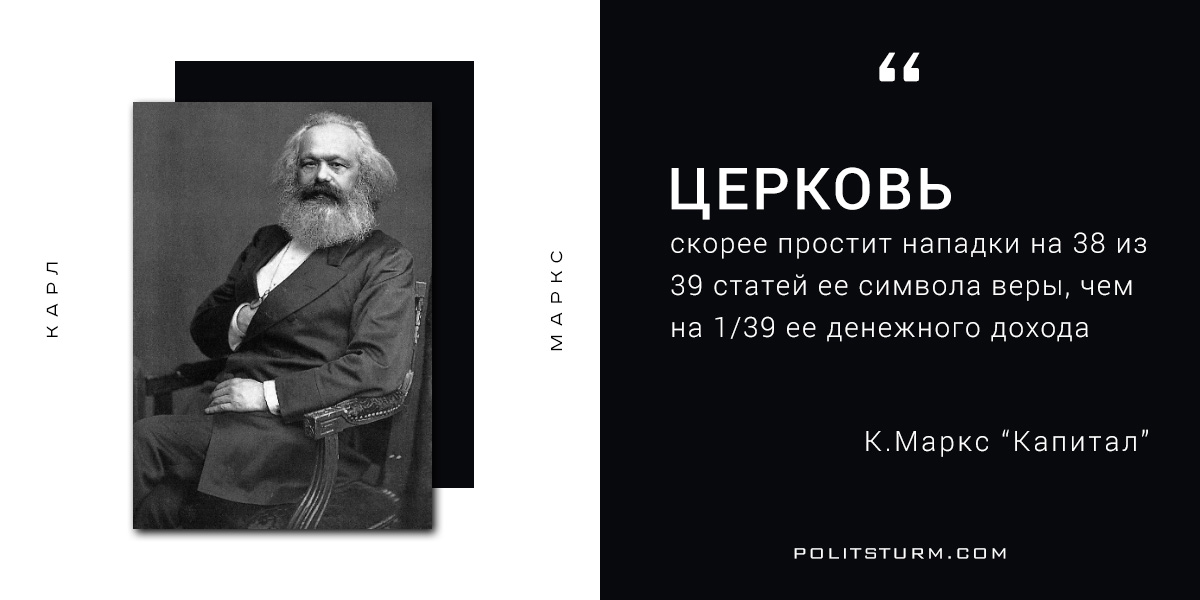 КАРЛ
МАРКС
“
ЦЕРКОВЬ
скорее простит нападки на 38 из
39 статей ее символа веры, чем
на 1/39 ее денежного дохода
К.Маркс “Капитал”
POLITSTURM.COM